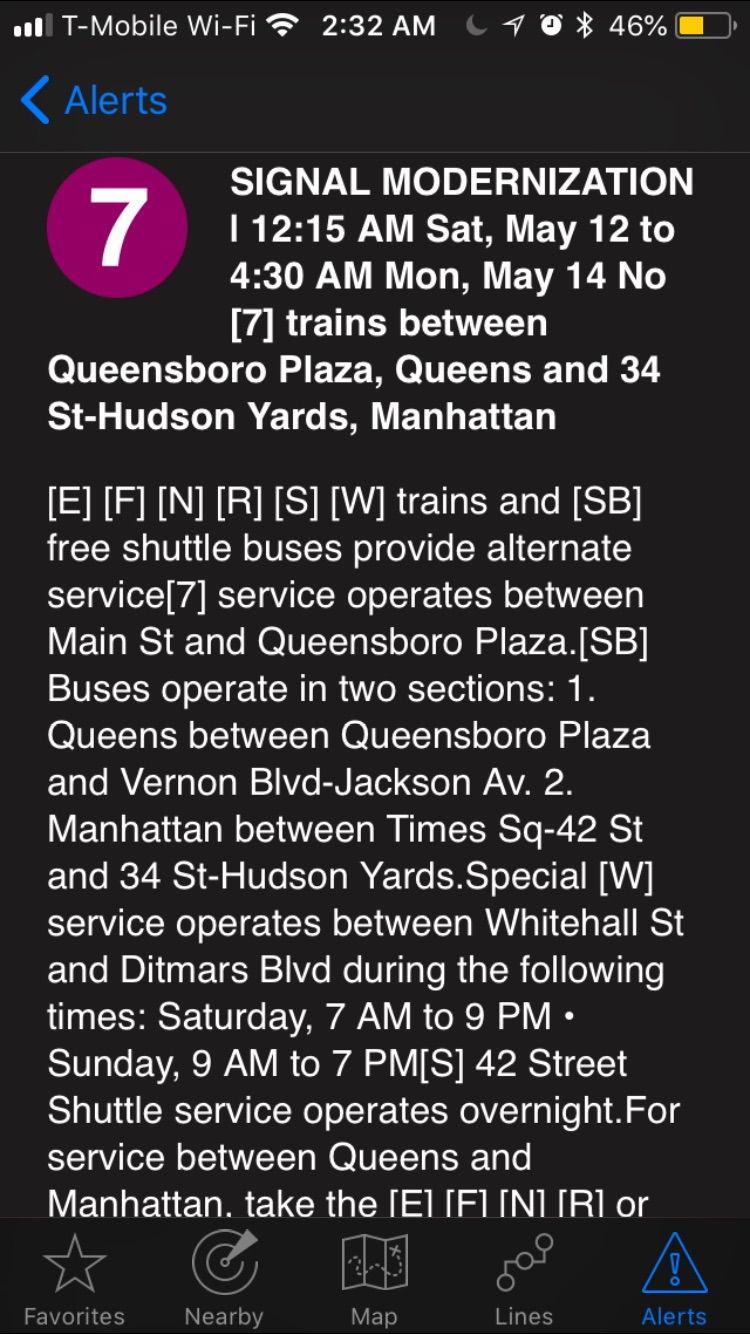 T-Mobile Wi-Fi 2:32 AM 46%
Alerts
7
SIGNAL MODERNIZATION
| 12:15 AM Sat, May 12 to
4:30 AM Mon, May 14 No
[7] trains between
Queensboro Plaza, Queens and 34
St-Hudson Yards, Manhattan
[E] [F] [N] [R] [S] [W] trains and [SB]
free shuttle buses provide alternate
service[7] service operates between
Main St and Queensboro Plaza.[SB]
Buses operate in two sections: 1.
Queens between Queensboro Plaza
and Vernon Blvd-Jackson Av. 2.
Manhattan between Times Sq-42 St
and 34 St-Hudson Yards.Special [W]
service operates between Whitehall St
and Ditmars Blvd during the following
times: Saturday, 7 AM to 9 PM •
Sunday, 9 AM to 7 PM[S] 42 Street
Shuttle service operates overnight.For
service between Queens and
Manhattan, take the [E] [F] [N] [R] or
Favorites Nearby Map Lines Alerts